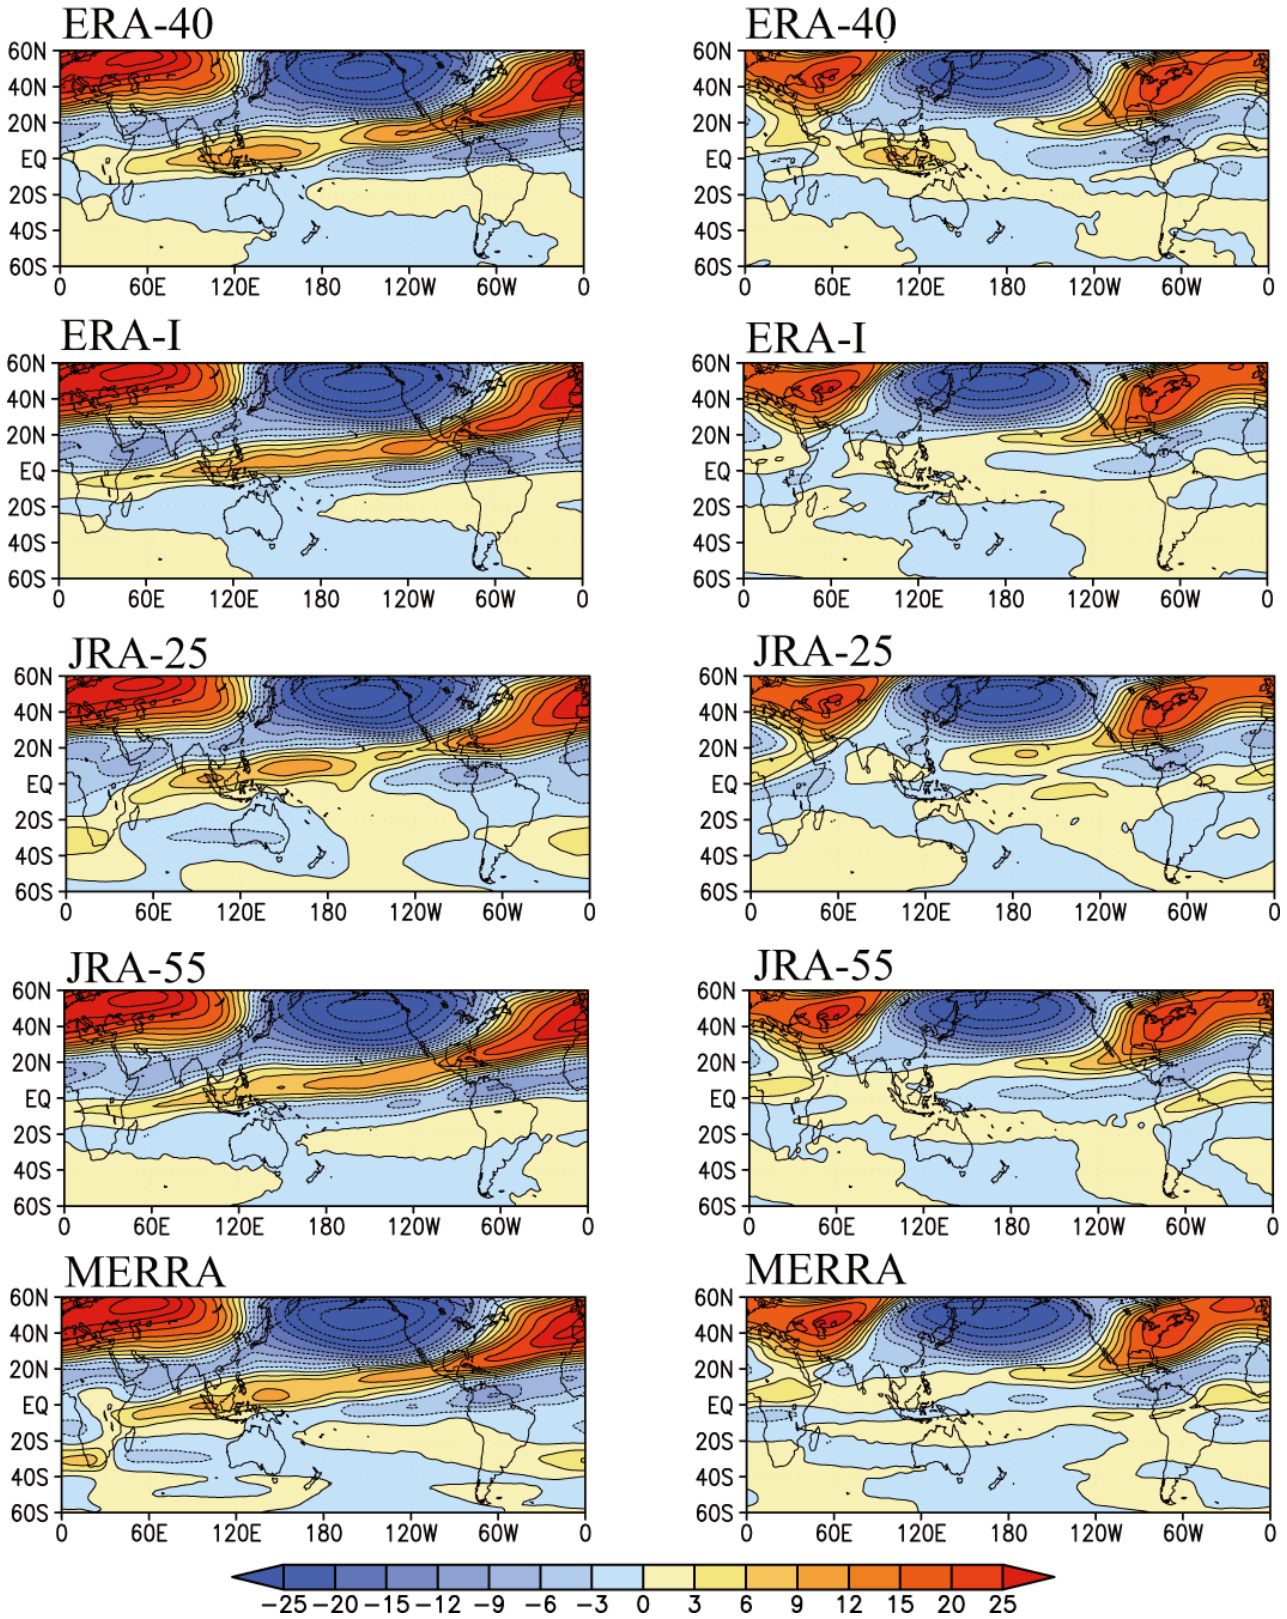 ERA-40 ERA-40
60N 60N
40N 40N
20N 20N
EQ EQ
20S 20S
40S 40S
60S 60S
0 60E 120E 180 120W 60W 0 0 60E 120E 180 120W 60W 0
ERA-I ERA-I
60N 60N
40N 40N
20N 20N
EQ EQ
20S 20S
40S 40S
60S 60S
0 60E 120E 180 120W 60W 0 0 60E 120E 180 120W 60W 0
JRA-25 JRA-25
60N 60N
40N 40N
20N 20N
EQ EQ
20S 20S
40S 40S
60S 60S
0 60E 120E 180 120W 60W 0 0 60E 120E 180 120W 60W 0
JRA-55 JRA-55
60N 60N
40N 40N
20N 20N
EQ EQ
20S 20S
40S 40S
60S 60S
0 60E 120E 180 120W 60W 0 0 60E 120E 180 120W 60W 0
MERRA MERRA
60N 60N
40N 40N
20N 20N
EQ EQ
20S 20S
40S 40S
60S 60S
0 60E 120E 180 120W 60W 0 0 60E 120E 180 120W 60W 0
−25 −20 −15 −12 −9 −6 −3 0 3 6 9 12 15 20 25